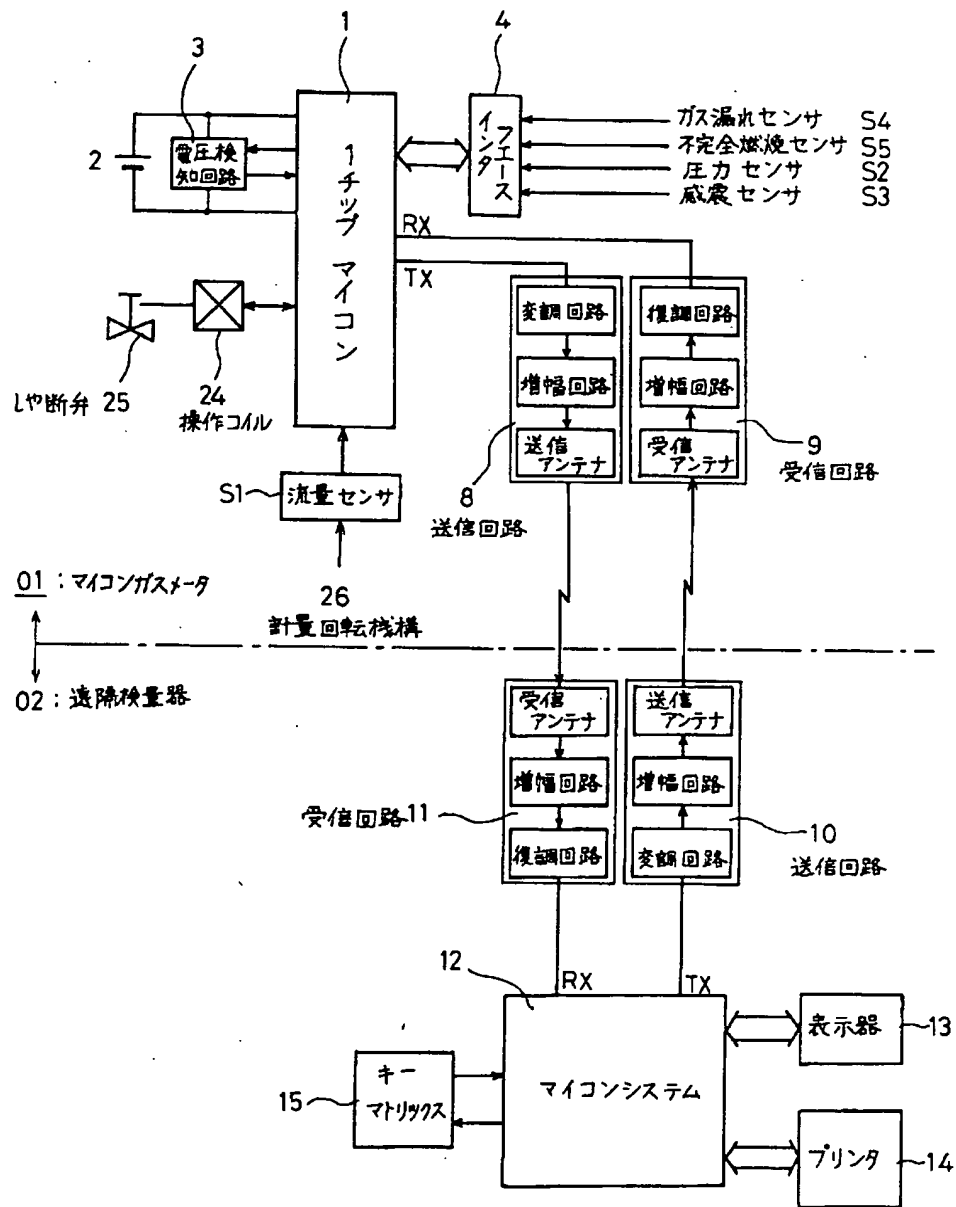 1
4
3
2
電圧検
知回路
1チップ マイコン
インタ
フエース
ガス漏れセンサ S4
不完全燃焼センサ S5
圧力センサ S2
感震センサ S3
RX
TX
変調回路
増幅回路
送信
アンテナ
復調回路
増幅回路
受信
アンテナ
8
送信回路
9
受信回路
しや断弁 25
24
操作コイル
S1
流量センサ
26
計量回転機構
01:マイコンガスメータ
02:遠隔検量器
受信
アンテナ
増幅回路
復調回路
受信回路 11
送信
アンテナ
増幅回路
変調回路
10
送信回路
12
RX
TX
マイコンシステム
キー
マトリックス
15
表示器
13
プリンタ
14